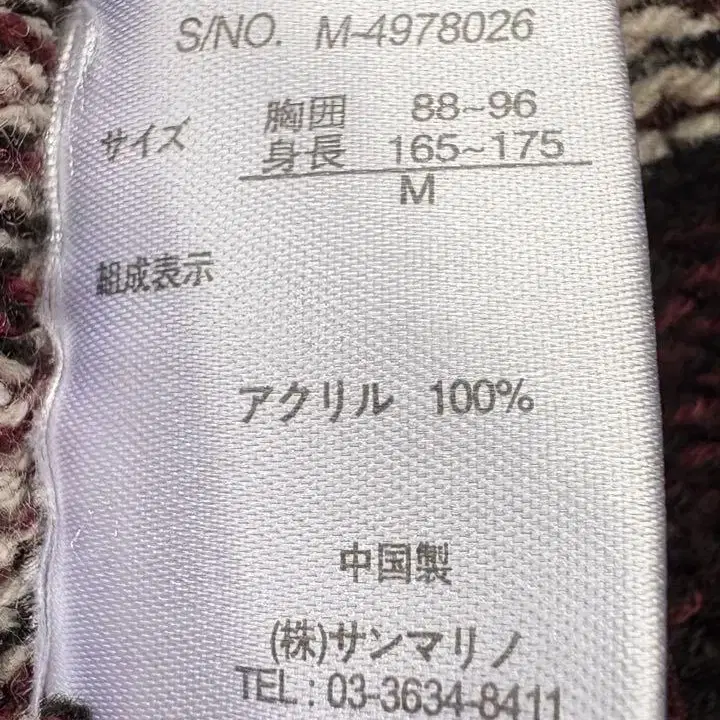 S/NO. M-4978026
サイズ 胸囲 88~96
身長 165~175
M
組成表示
アクリル 100%
中国製
(株)サンマリノ
TEL : 03-3634-8411